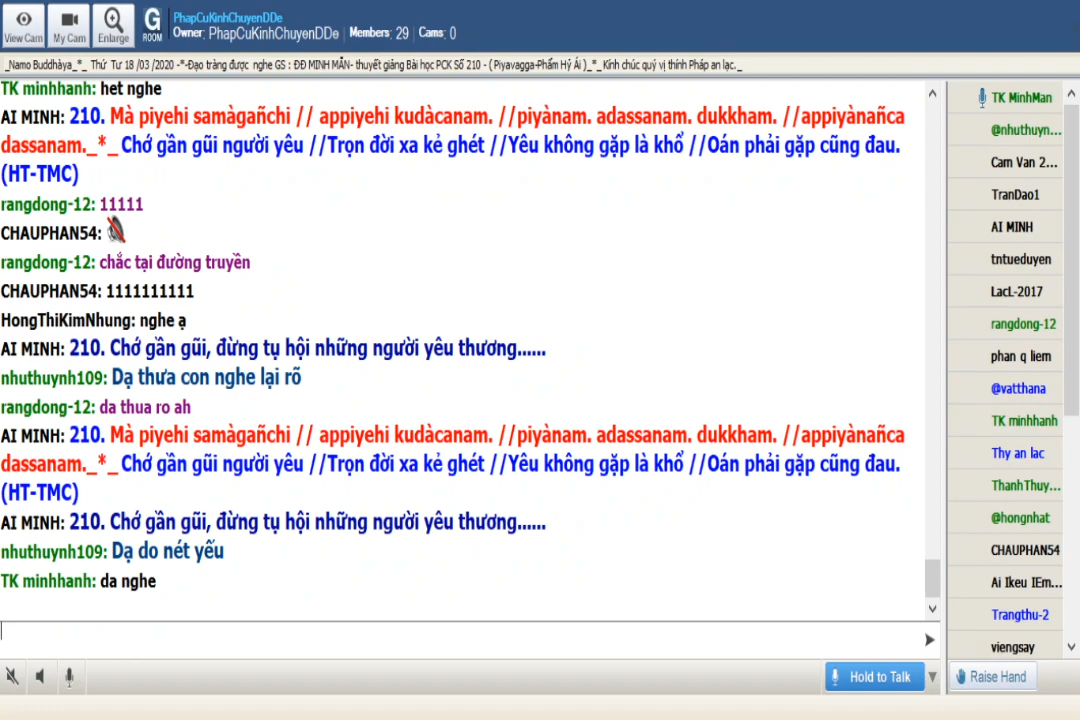 PhapCuKinhChuyenDDe
Owner: PhapCuKinhChuyenDDe Members: 29 Cams: 0
View Cam My Cam Enlarge G ROOM
_Namo Buddhàya_*_ Thứ Tư 18 /03 /2020 -*-Đạo tràng được nghe GS : ĐĐ MINH MẪN- thuyết giảng Bài học PCK Số 210 - ( Piyavagga-Phẩm Hỷ Ái )_*_Kính chúc quý vị thính Pháp an lạc._
TK minhhanh: het nghe
AI MINH: 210. Mà piyehi samàgañchi // appiyehi kudàcanam. //piyànam. adassanam. dukkham. //appiyànañca
dassanam._*_Chớ gần gũi người yêu //Trọn đời xa kẻ ghét //Yêu không gặp là khổ //Oán phải gặp cũng đau.
(HT-TMC)
rangdong-12: 11111
CHAUPHAN54:
rangdong-12: chắc tại đường truyền
CHAUPHAN54: 1111111111
HongThiKimNhung: nghe ạ
AI MINH: 210. Chớ gần gũi, đừng tụ hội những người yêu thương......
nhuthuynh109: Dạ thưa con nghe lại rõ
rangdong-12: da thua ro ah
AI MINH: 210. Mà piyehi samàgañchi // appiyehi kudàcanam. //piyànam. adassanam. dukkham. //appiyànañca
dassanam._*_Chớ gần gũi người yêu //Trọn đời xa kẻ ghét //Yêu không gặp là khổ //Oán phải gặp cũng đau.
(HT-TMC)
AI MINH: 210. Chớ gần gũi, đừng tụ hội những người yêu thương......
nhuthuynh109: Dạ do nét yếu
TK minhhanh: da nghe
TK MinhMan
@nhuthuyn...
Cam Van 2...
TranDao1
AI MINH
tntueduyen
LacL-2017
rangdong-12
phan q liem
@vatthana
TK minhhanh
Thy an lac
ThanhThuy...
@hongnhat
CHAUPHAN54
Ai Ikeu IEm...
Trangthu-2
viengsay
Hold to Talk
Raise Hand